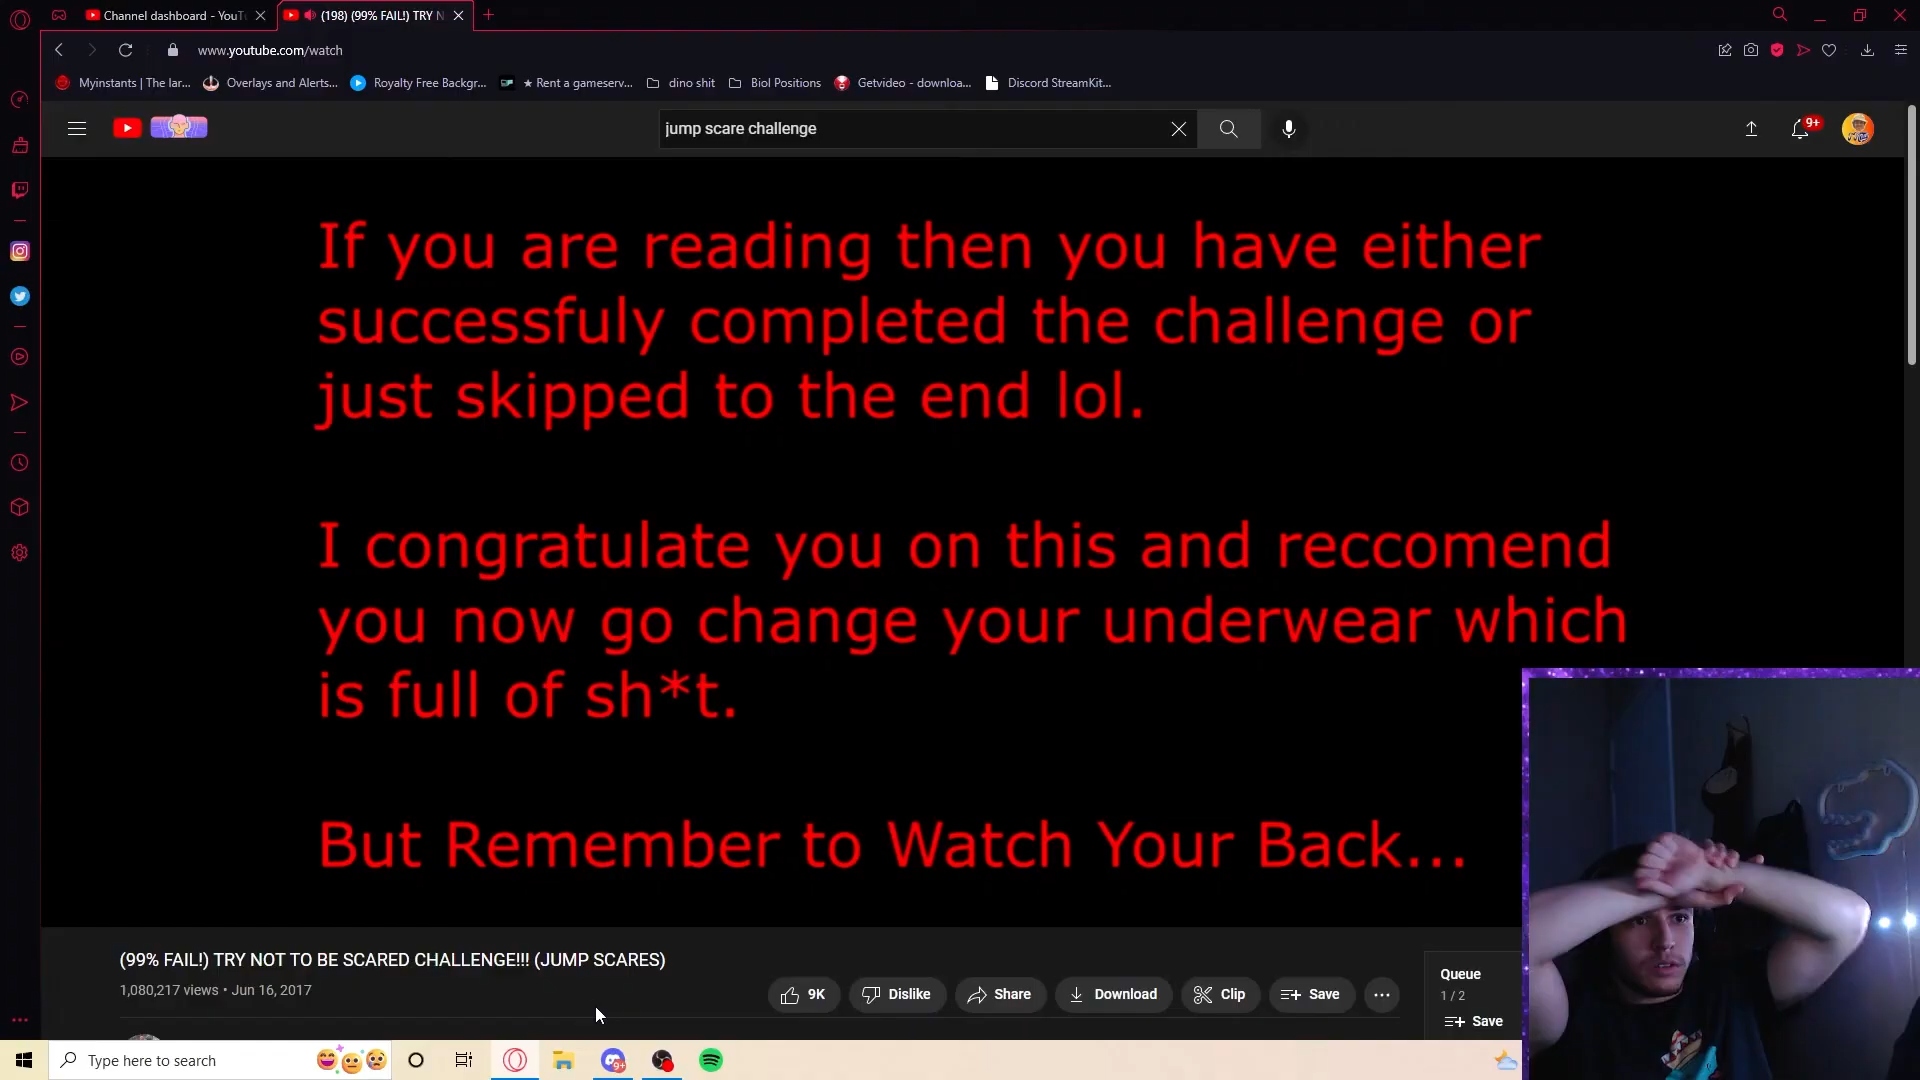 Channel dashboard - YouT
(198) (99% FAIL!) TRY N
www.youtube.com/watch
Myinstants | The lar...
Overlays and Alerts...
Royalty Free Backgr...
★ Rent a gameserv...
dino shit
Biol Positions
Getvideo - downloa...
Discord StreamKit...
jump scare challenge
9+
If you are reading then you have either
successfuly completed the challenge or
just skipped to the end lol.
I congratulate you on this and reccomend
you now go change your underwear which
is full of sh*t.
But Remember to Watch Your Back...
(99% FAIL!) TRY NOT TO BE SCARED CHALLENGE!!! (JUMP SCARES)
1,080,217 views • Jun 16, 2017
9K
Dislike
Share
Download
Clip
Save
Queue
1 / 2
Save
Type here to search
9+